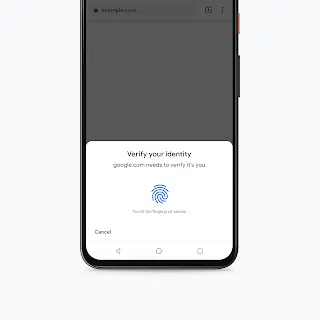 example.com
Verify your identity
google.com needs to verify it's you
Touch the fingerprint sensor
Cancel